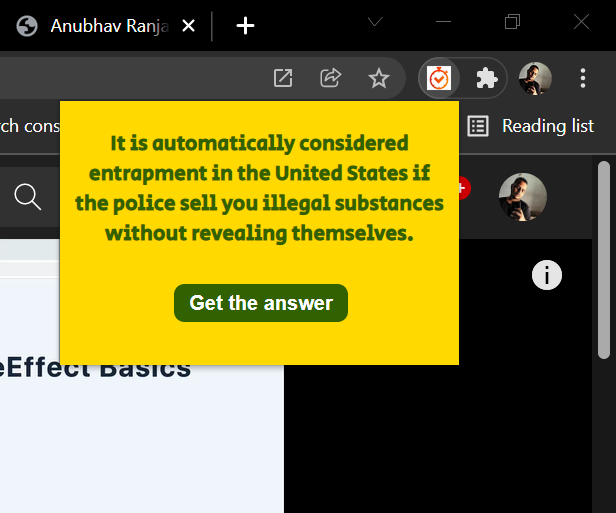 Anubhav Ranja
ch cons
Reading list
It is automatically considered
entrapment in the United States if
the police sell you illegal substances
without revealing themselves.
Get the answer
eEffect Basics